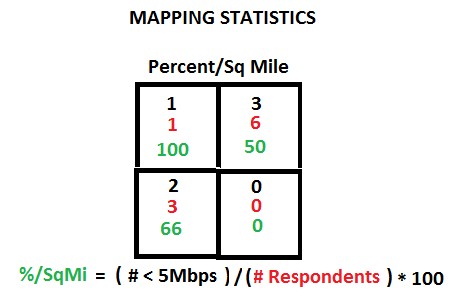 MAPPING STATISTICS
Percent/Sq Mile
1 3
1 6
100 50
2 0
3 0
66 0
%/SqMi = ( # < 5Mbps ) / (# Respondents ) * 100